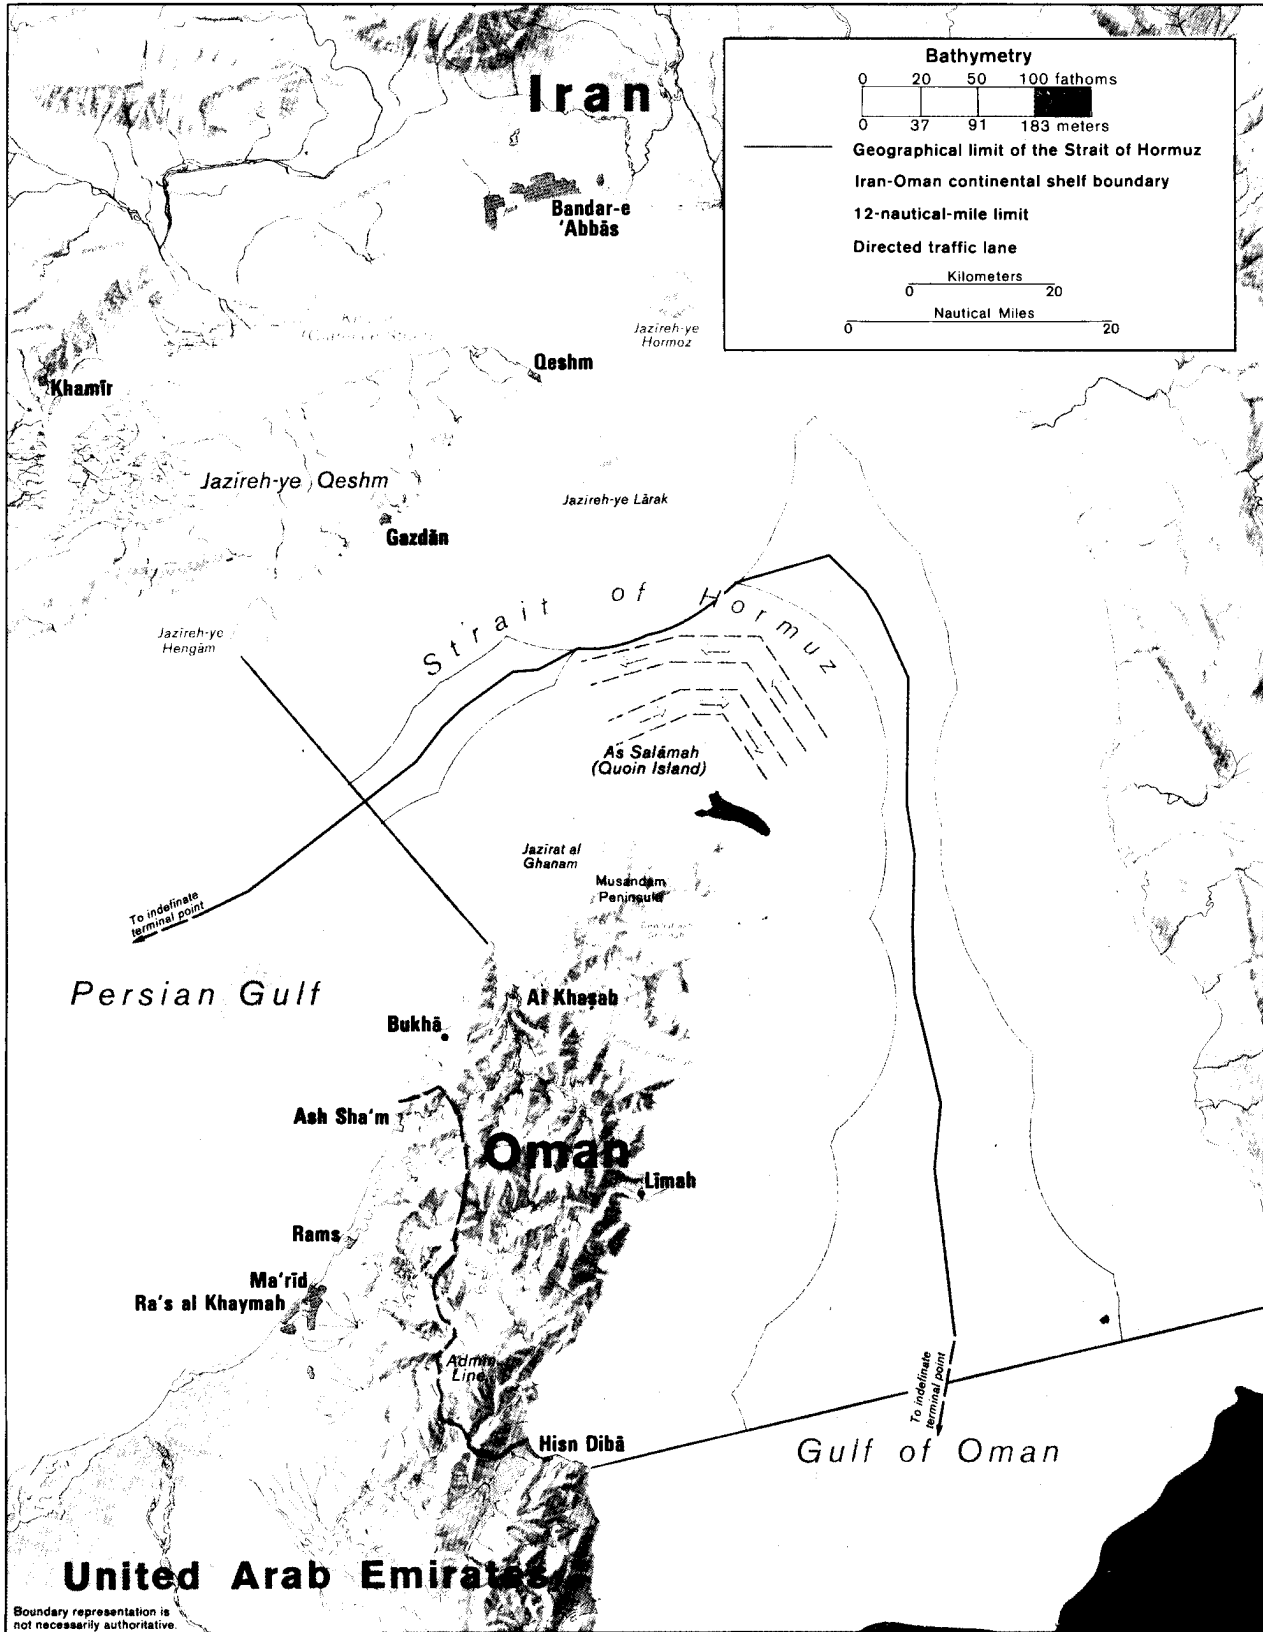 Iran
Bathymetry
0 20 50 100 fathoms
0 37 91 183 meters
Geographical limit of the Strait of Hormuz
Iran-Oman continental shelf boundary
12-nautical-mile limit
Directed traffic lane
Kilometers
0 20
Nautical Miles
0 20
Bandar-e
'Abbās
Jazireh-ye
Hormoz
Qeshm
Khamīr
Jazireh-ye Qeshm
Jazireh-ye Lārak
Gazdān
Strait of Hormuz
Jazireh-ye
Hengām
As Salāmah
(Quoin Island)
Jazirat al
Ghanam
Musandam
Peninsula
To indefinate
terminal point
Persian Gulf
Al Khaṣab
Bukhā
Ash Sha'm
Oman
Līmah
Rams
Ma'rīd
Ra's al Khaymah
Admin
Line
To indefinate
terminal point
Hisn Dibā
Gulf of Oman
United Arab Emirates
Boundary representation is
not necessarily authoritative.